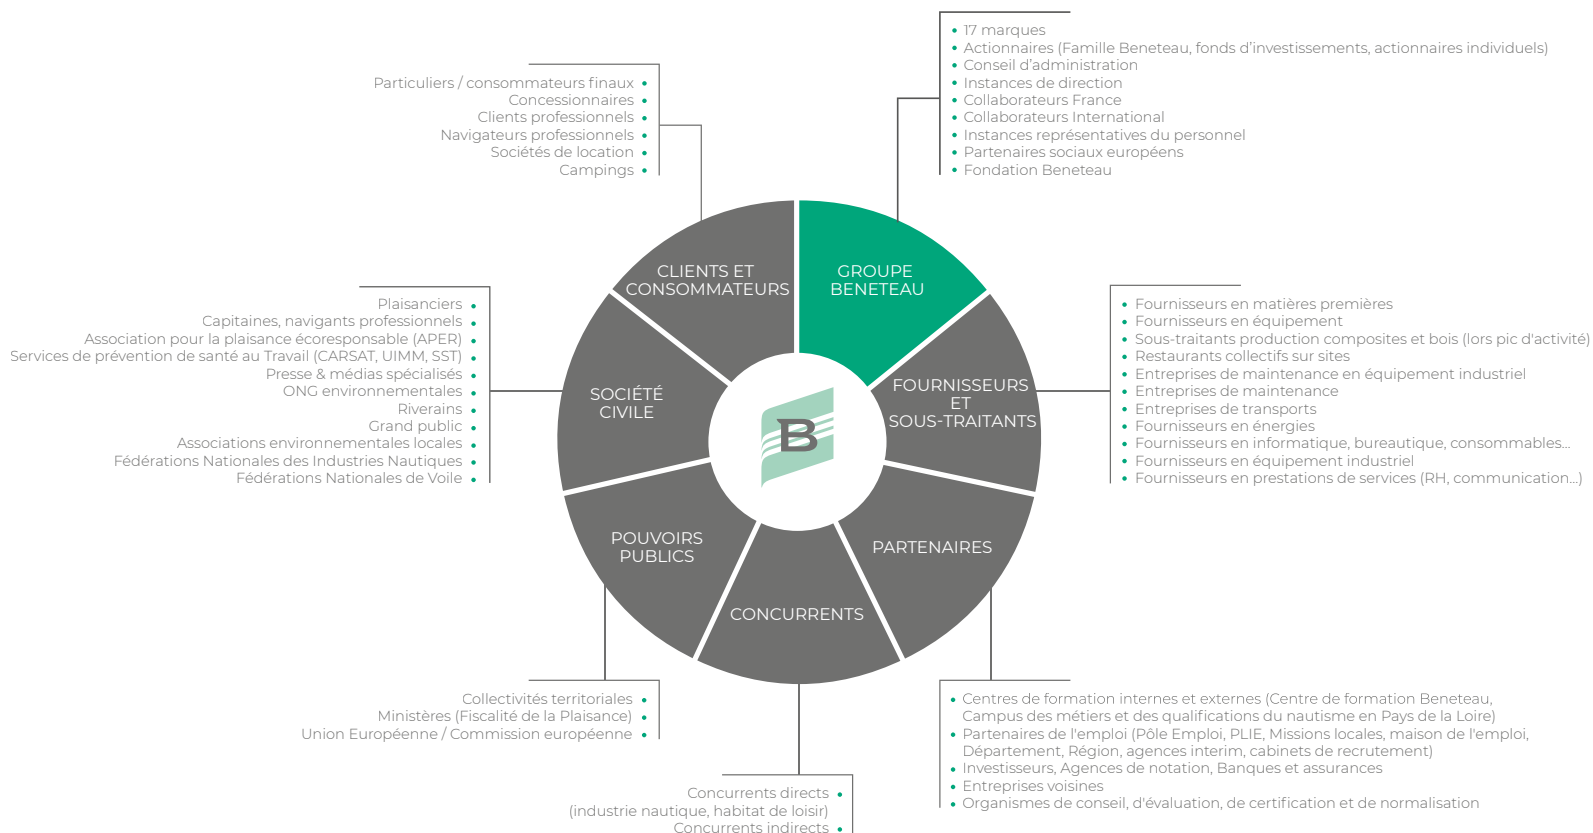 17 marques
Actionnaires (Famille Beneteau, fonds d’investissements, actionnaires individuels)
Conseil d’administration
Instances de direction
Collaborateurs France
Collaborateurs International
Instances représentatives du personnel
Partenaires sociaux européens
Fondation Beneteau
Particuliers / consommateurs finaux
Concessionnaires
Clients professionnels
Navigateurs professionnels
Sociétés de location
Campings
CLIENTS ET
CONSOMMATEURS
GROUPE
BENETEAU
Plaisanciers
Capitaines, navigants professionnels
Association pour la plaisance écoresponsable (APER)
Services de prévention de santé au Travail (CARSAT, UIMM, SST)
Presse & médias spécialisés
ONG environnementales
Riverains
Grand public
Associations environnementales locales
Fédérations Nationales des Industries Nautiques
Fédérations Nationales de Voile
SOCIÉTÉ
CIVILE
B
FOURNISSEURS
ET
SOUS-TRAITANTS
Fournisseurs en matières premières
Fournisseurs en équipement
Sous-traitants production composites et bois (lors pic d'activité)
Restaurants collectifs sur sites
Entreprises de maintenance en équipement industriel
Entreprises de maintenance
Entreprises de transports
Fournisseurs en énergies
Fournisseurs en informatique, bureautique, consommables...
Fournisseurs en équipement industriel
Fournisseurs en prestations de services (RH, communication...)
POUVOIRS
PUBLICS
PARTENAIRES
CONCURRENTS
Collectivités territoriales
Ministères (Fiscalité de la Plaisance)
Union Européenne / Commission européenne
Centres de formation internes et externes (Centre de formation Beneteau,
Campus des métiers et des qualifications du nautisme en Pays de la Loire)
Partenaires de l'emploi (Pôle Emploi, PLIE, Missions locales, maison de l'emploi,
Département, Région, agences interim, cabinets de recrutement)
Investisseurs, Agences de notation, Banques et assurances
Entreprises voisines
Organismes de conseil, d'évaluation, de certification et de normalisation
Concurrents directs
(industrie nautique, habitat de loisir)
Concurrents indirects